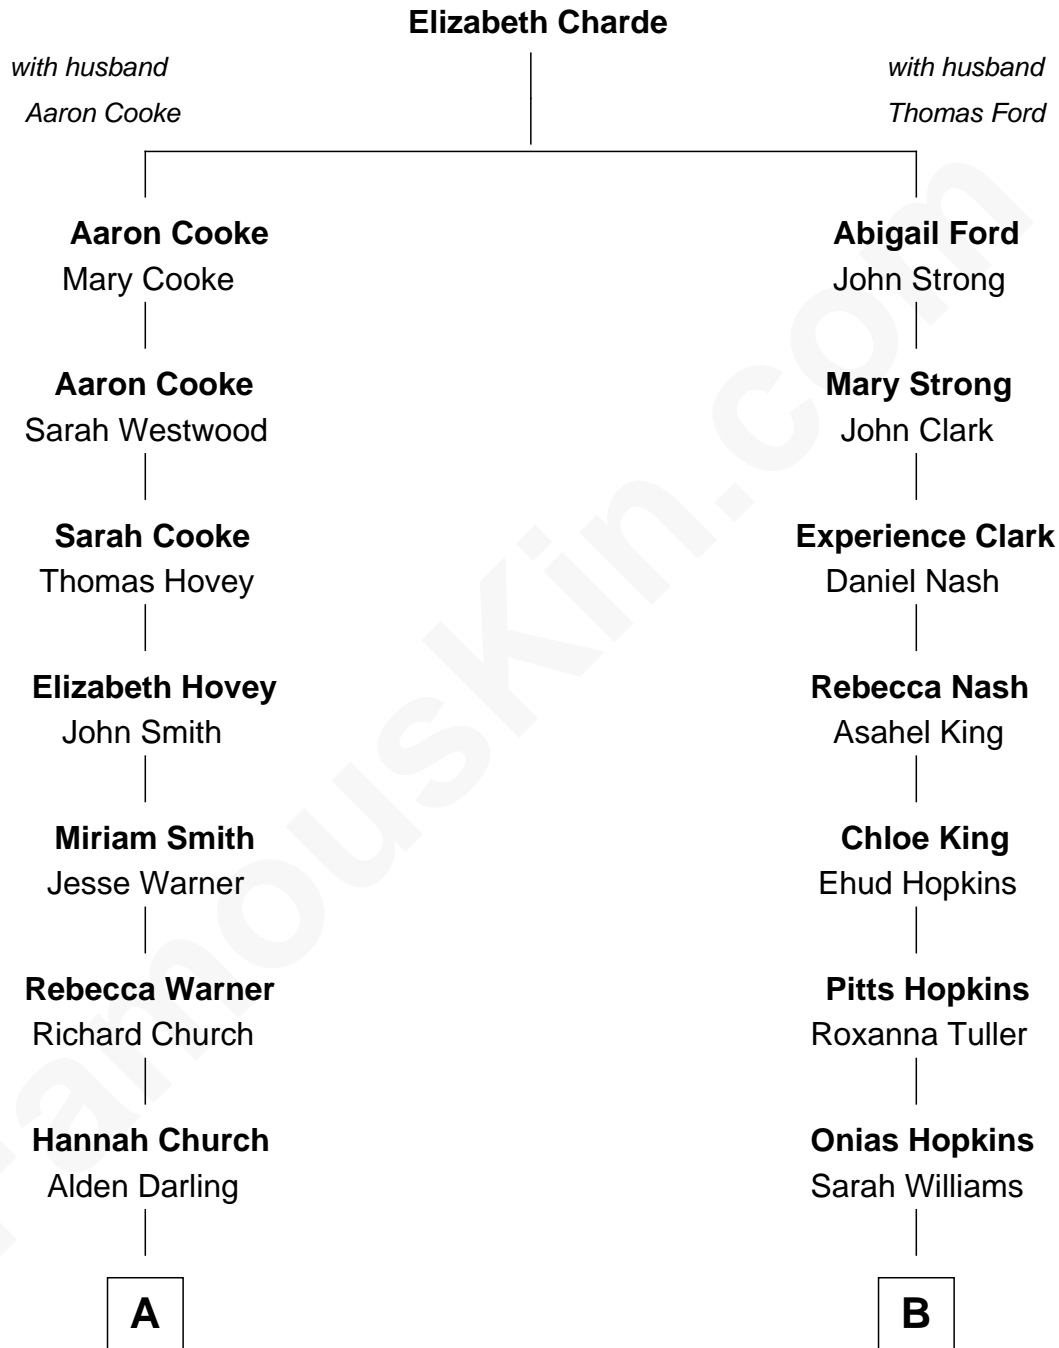 Elizabeth Charde
with husband
Aaron Cooke
with husband
Thomas Ford
Aaron Cooke
Mary Cooke
Abigail Ford
John Strong
Aaron Cooke
Sarah Westwood
Mary Strong
John Clark
Sarah Cooke
Thomas Hovey
Experience Clark
Daniel Nash
Elizabeth Hovey
John Smith
Rebecca Nash
Asahel King
Miriam Smith
Jesse Warner
Chloe King
Ehud Hopkins
Rebecca Warner
Richard Church
Pitts Hopkins
Roxanna Tuller
Hannah Church
Alden Darling
Onias Hopkins
Sarah Williams
A
B
FamousKin.com